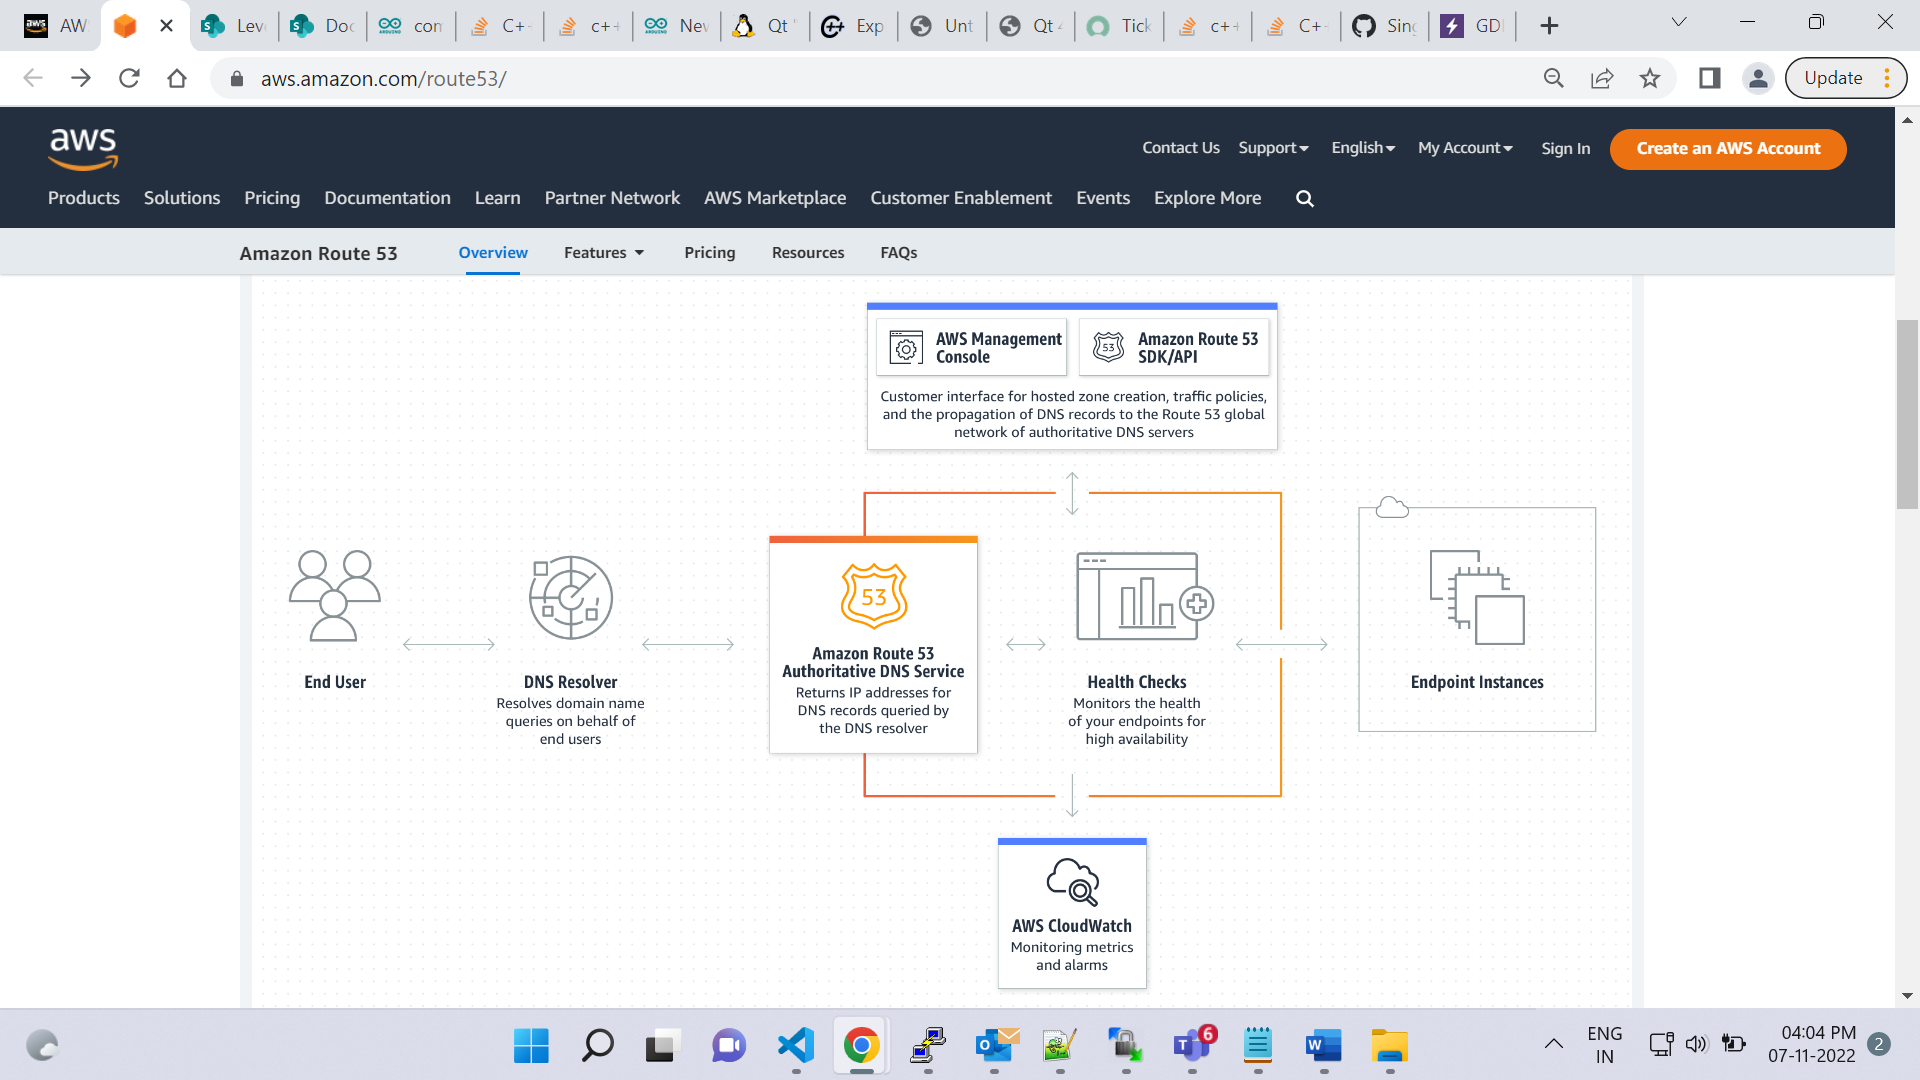 AW
Lev
Doc
con
C+
c++
Nev
Qt
Exp
Unt
Qt
Tick
c++
C+
Sing
GD
aws.amazon.com/route53/
Update
aws
Contact Us
Support
English
My Account
Sign In
Create an AWS Account
Products
Solutions
Pricing
Documentation
Learn
Partner Network
AWS Marketplace
Customer Enablement
Events
Explore More
Amazon Route 53
Overview
Features
Pricing
Resources
FAQs
AWS Management
Console
53
Amazon Route 53
SDK/API
Customer interface for hosted zone creation, traffic policies,
and the propagation of DNS records to the Route 53 global
network of authoritative DNS servers
End User
DNS Resolver
Resolves domain name
queries on behalf of
end users
53
Amazon Route 53
Authoritative DNS Service
Returns IP addresses for
DNS records queried by
the DNS resolver
Health Checks
Monitors the health
of your endpoints for
high availability
Endpoint Instances
AWS CloudWatch
Monitoring metrics
and alarms
6
ENG
IN
04:04 PM
07-11-2022
2